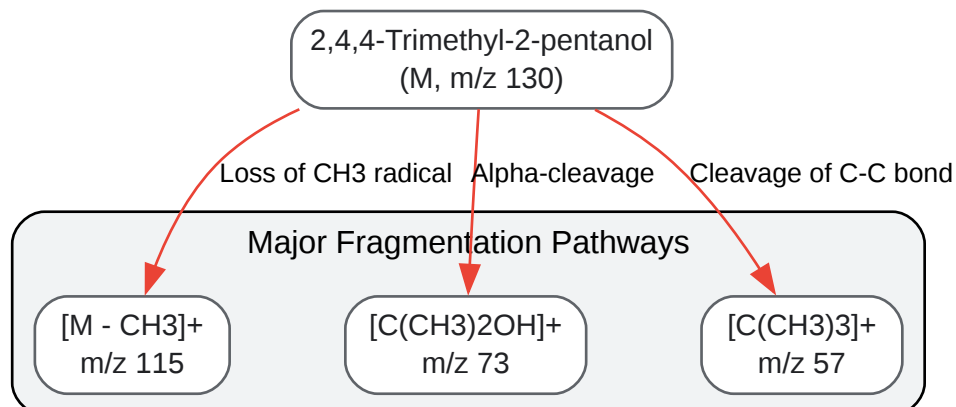 2,4,4-Trimethyl-2-pentanol
(M, m/z 130)
Loss of CH3 radical
Alpha-cleavage
Cleavage of C-C bond
Major Fragmentation Pathways
[M - CH3]+
m/z 115
[C(CH3)2OH]+
m/z 73
[C(CH3)3]+
m/z 57